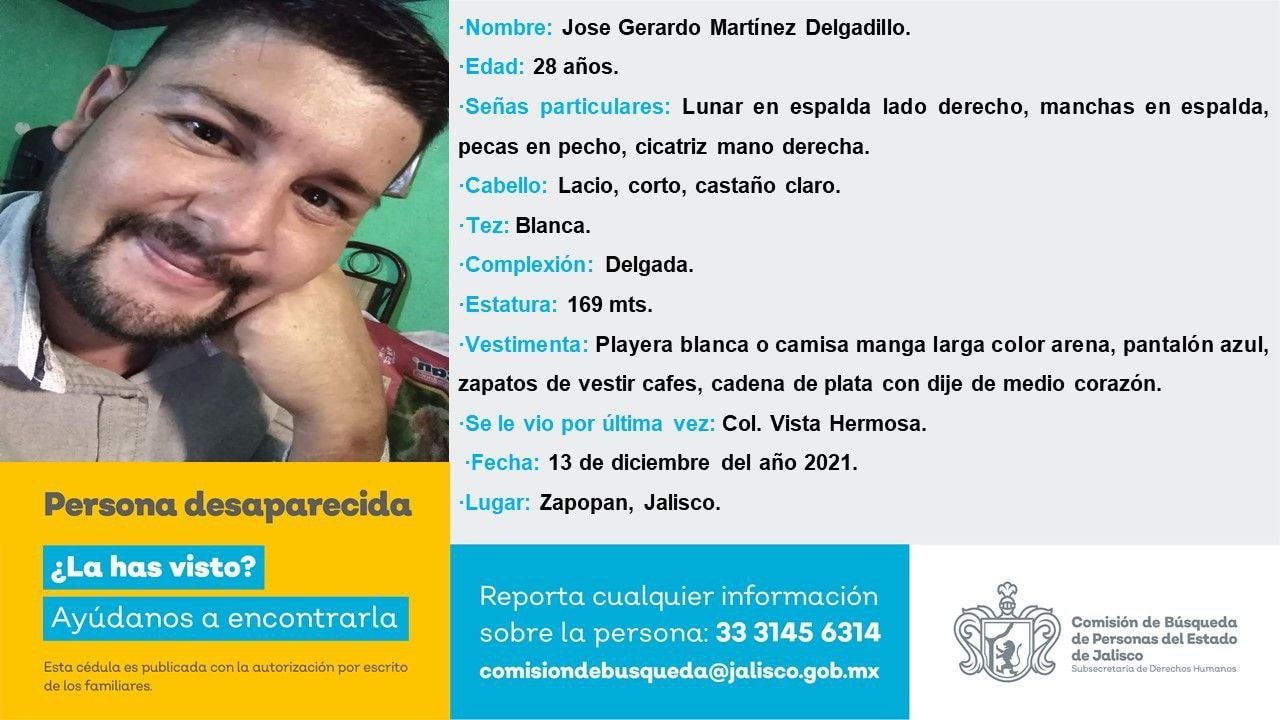 ·Nombre: Jose Gerardo Martínez Delgadillo.
·Edad: 28 años.
·Señas particulares: Lunar en espalda lado derecho, manchas en espalda,
pecas en pecho, cicatriz mano derecha.
·Cabello: Lacio, corto, castaño claro.
·Tez: Blanca.
·Complexión: Delgada.
·Estatura: 169 mts.
·Vestimenta: Playera blanca o camisa manga larga color arena, pantalón azul,
zapatos de vestir cafes, cadena de plata con dije de medio corazón.
·Se le vio por última vez: Col. Vista Hermosa.
·Fecha: 13 de diciembre del año 2021.
·Lugar: Zapopan, Jalisco.
Persona desaparecida
¿La has visto?
Ayúdanos a encontrarla
Esta cédula es publicada con la autorización por escrito
de los familiares.
Reporta cualquier información
sobre la persona: 33 3145 6314
comisiondebusqueda@jalisco.gob.mx
Comisión de Búsqueda
de Personas del Estado
de Jalisco
Subsecretaría de Derechos Humanos